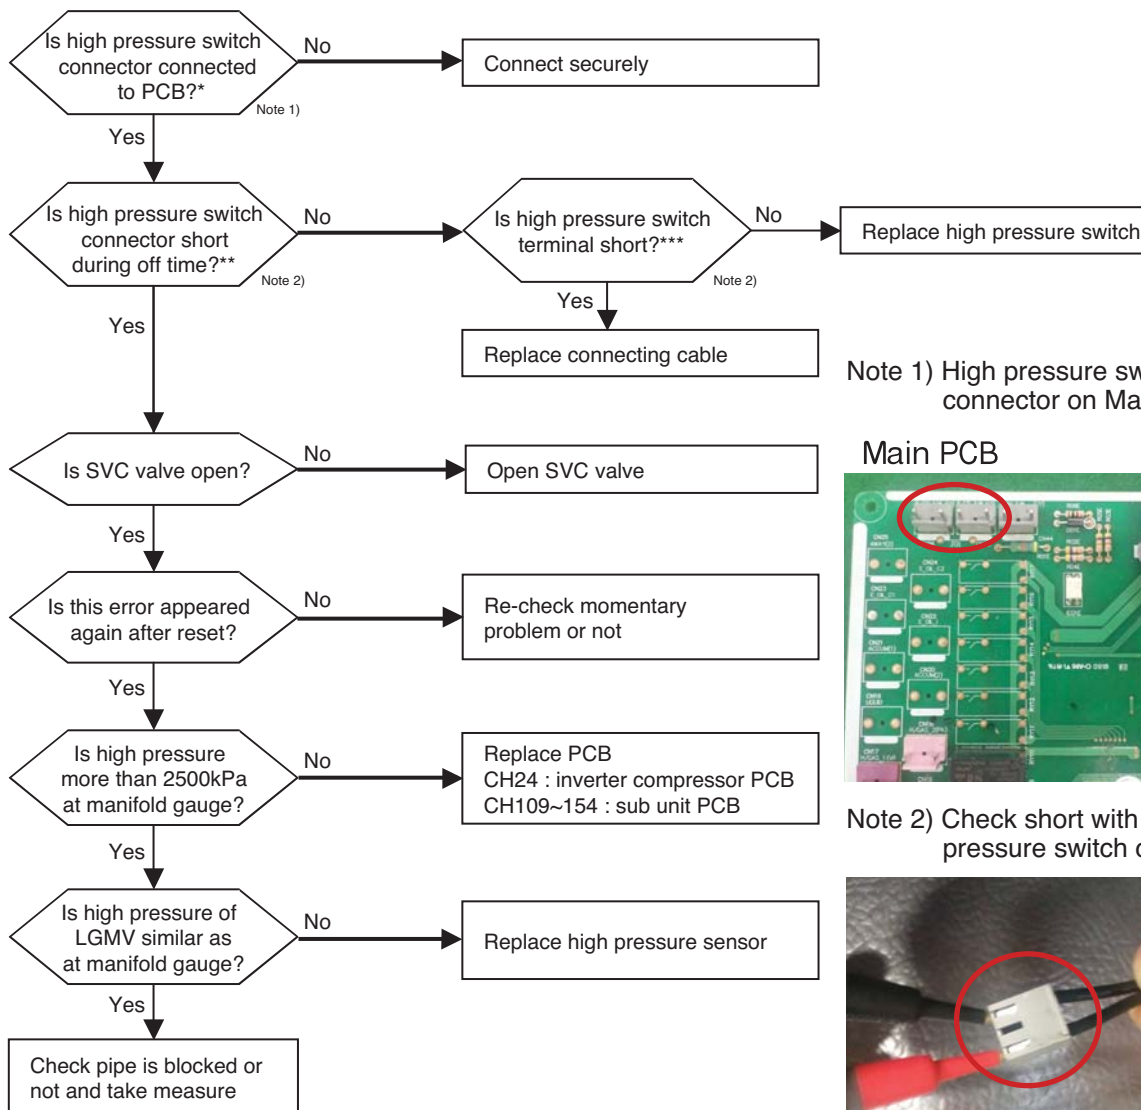 Is high pressure switch
connector connected
to PCB?*
Note 1)
No
Connect securely
Yes
Is high pressure switch
connector short
during off time?**
Note 2)
No
Is high pressure switch
terminal short?***
Note 2)
No
Replace high pressure switch
Yes
Replace connecting cable
Yes
Is SVC valve open?
No
Open SVC valve
Yes
Is this error appeared
again after reset?
No
Re-check momentary
problem or not
Yes
Is high pressure
more than 2500kPa
at manifold gauge?
No
Replace PCB
CH24 : inverter compressor PCB
CH109~154 : sub unit PCB
Yes
Is high pressure of
LGMV similar as
at manifold gauge?
No
Replace high pressure sensor
Yes
Check pipe is blocked or
not and take measure
Note 1) High pressure sw
connector on Ma
Main PCB
Note 2) Check short with
pressure switch